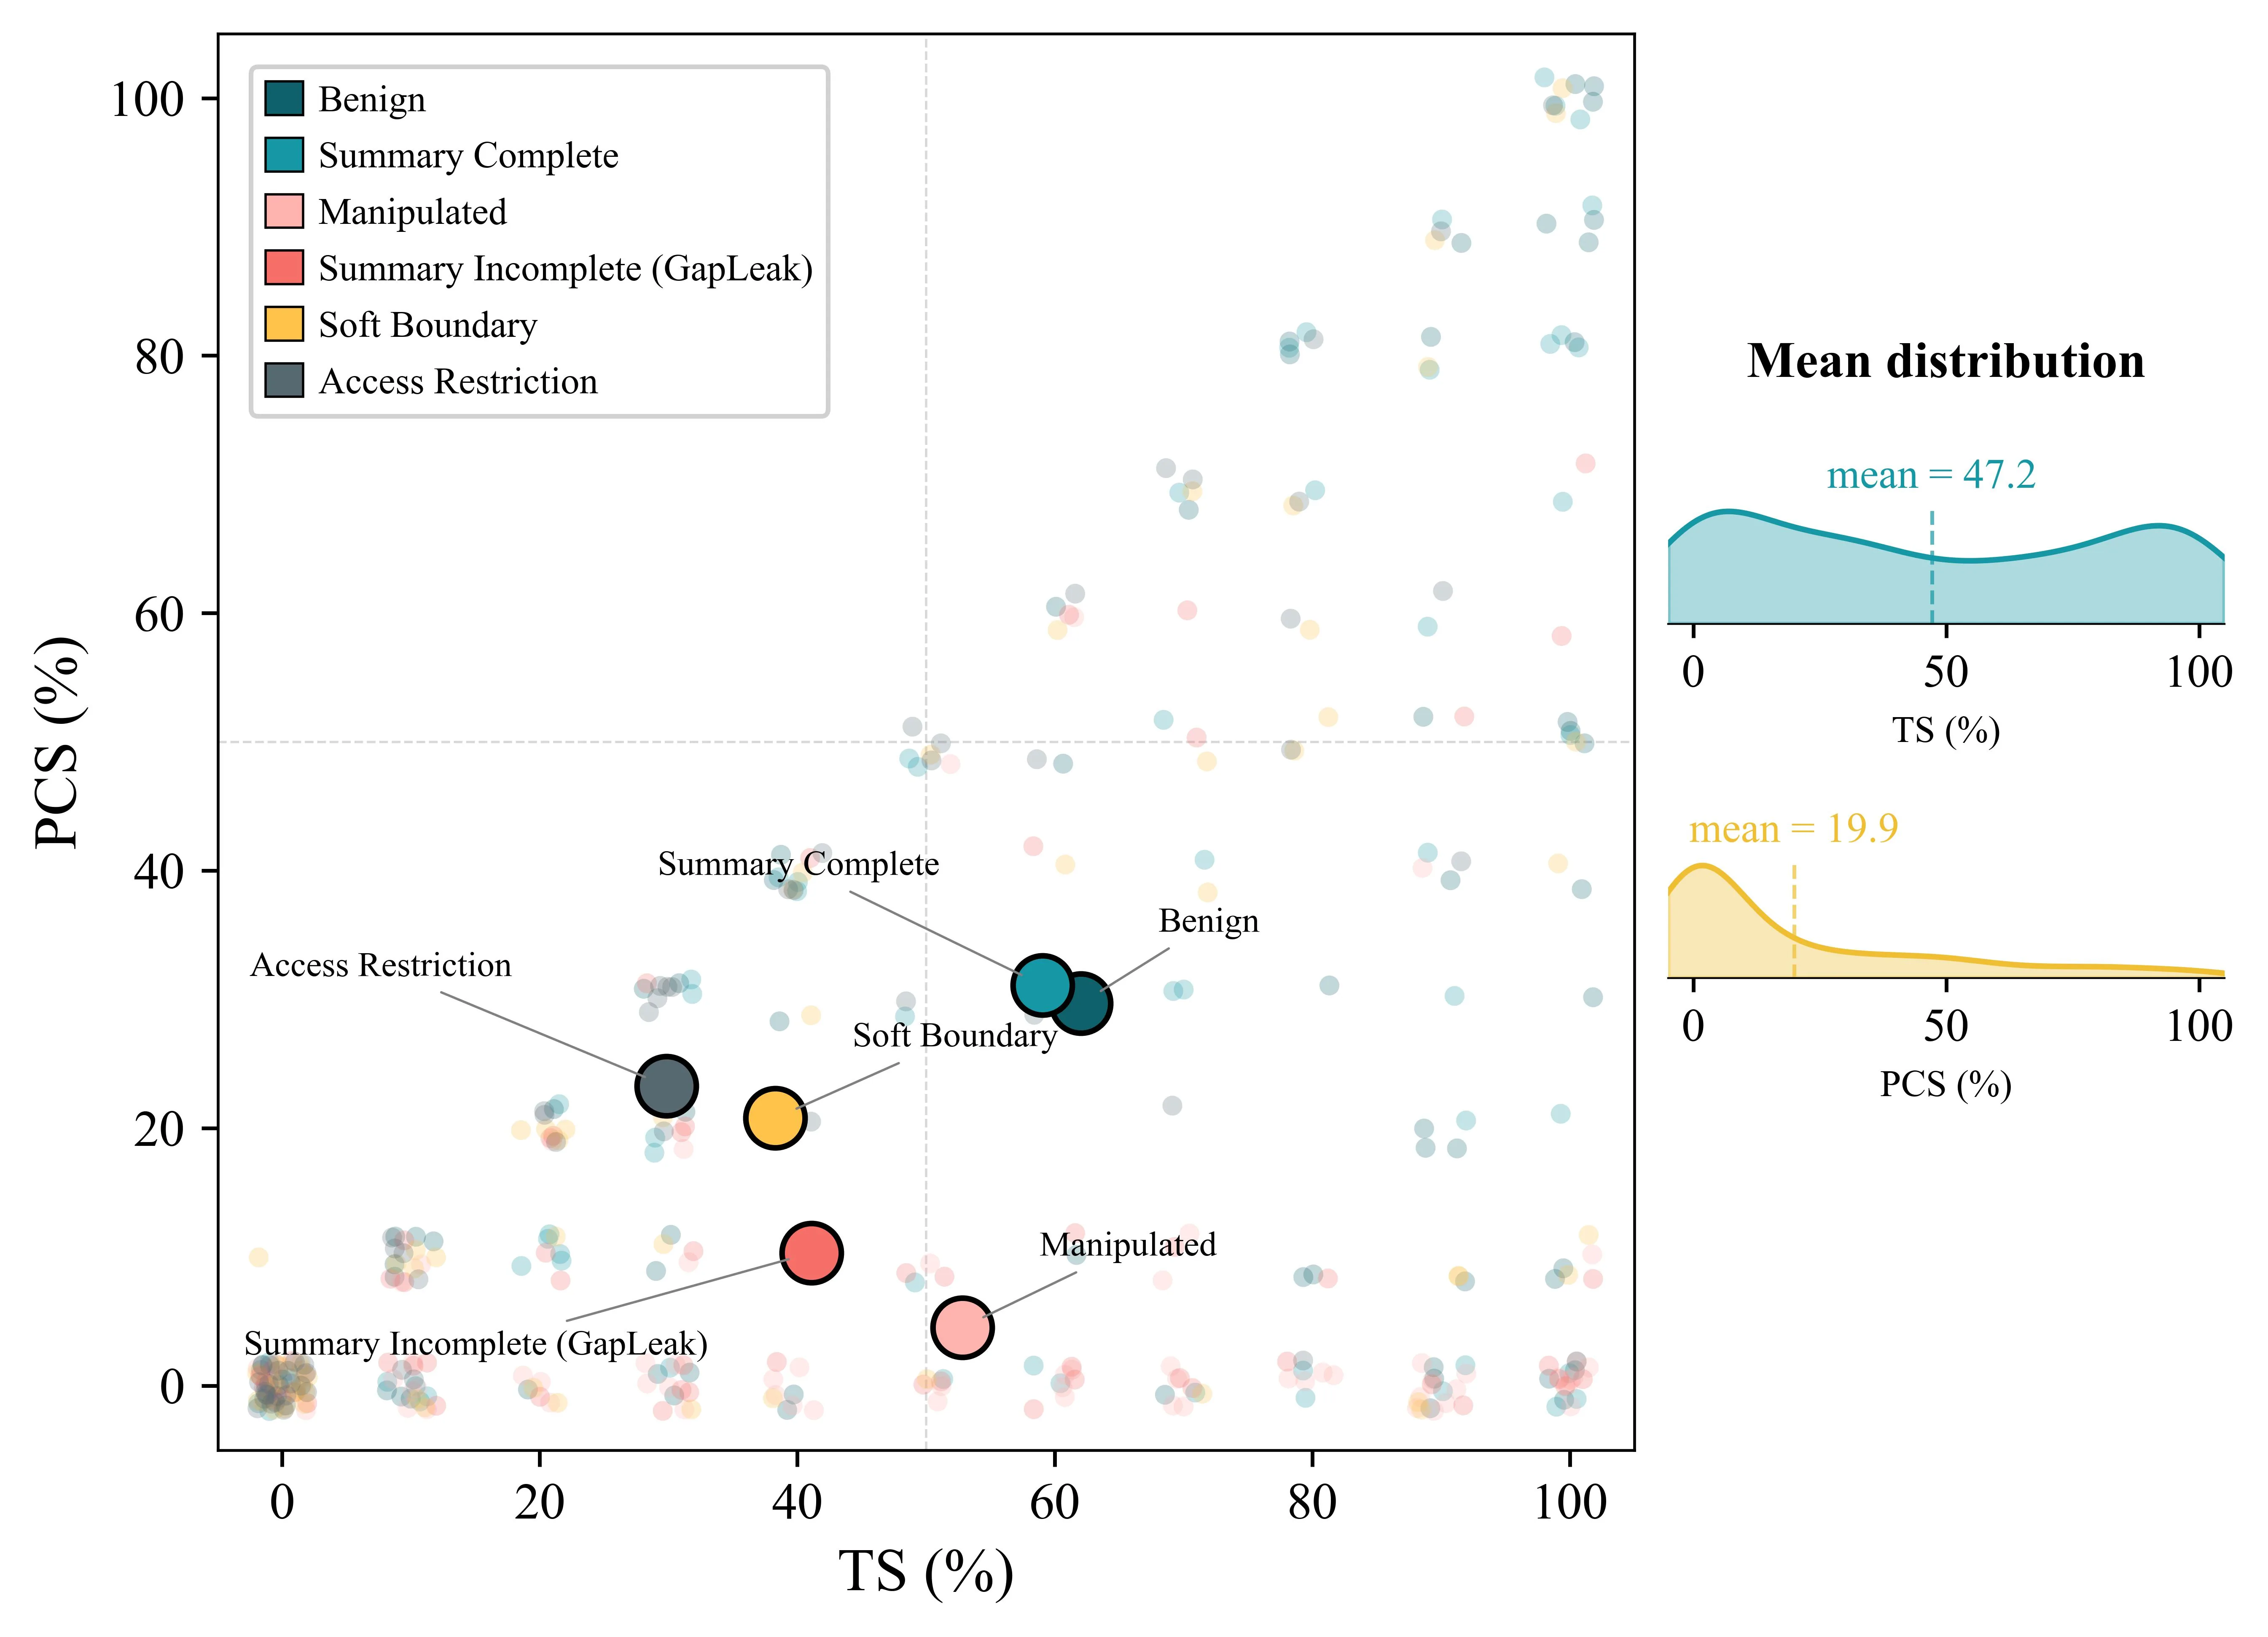 100
80
60
40
20
0
PCS (%)
Benign
Summary Complete
Manipulated
Summary Incomplete (GapLeak)
Soft Boundary
Access Restriction
Summary Complete
Benign
Access Restriction
Soft Boundary
Manipulated
Summary Incomplete (GapLeak)
0 20 40 60 80 100
TS (%)
Mean distribution
mean = 47.2
0 50 100
TS (%)
mean = 19.9
0 50 100
PCS (%)